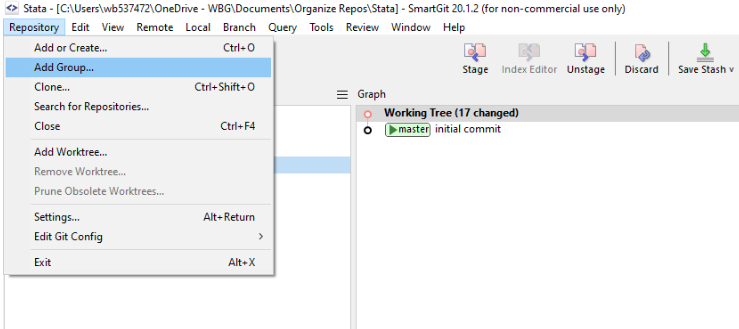 Stata - [C:\Users\wb537472\OneDrive - WBG\Documents\Organize Repos\Stata] - SmartGit 20.1.2 (for non-commercial use only)
Repository Edit View Remote Local Branch Query Tools Review Window Help
Add or Create... Ctrl+O
Add Group...
Clone... Ctrl+Shift+O
Search for Repositories...
Close Ctrl+F4
Add Worktree...
Remove Worktree...
Prune Obsolete Worktrees...
Settings... Alt+Return
Edit Git Config
Exit Alt+X
Stage Index Editor Unstage Discard Save Stash
Graph
Working Tree (17 changed)
master initial commit